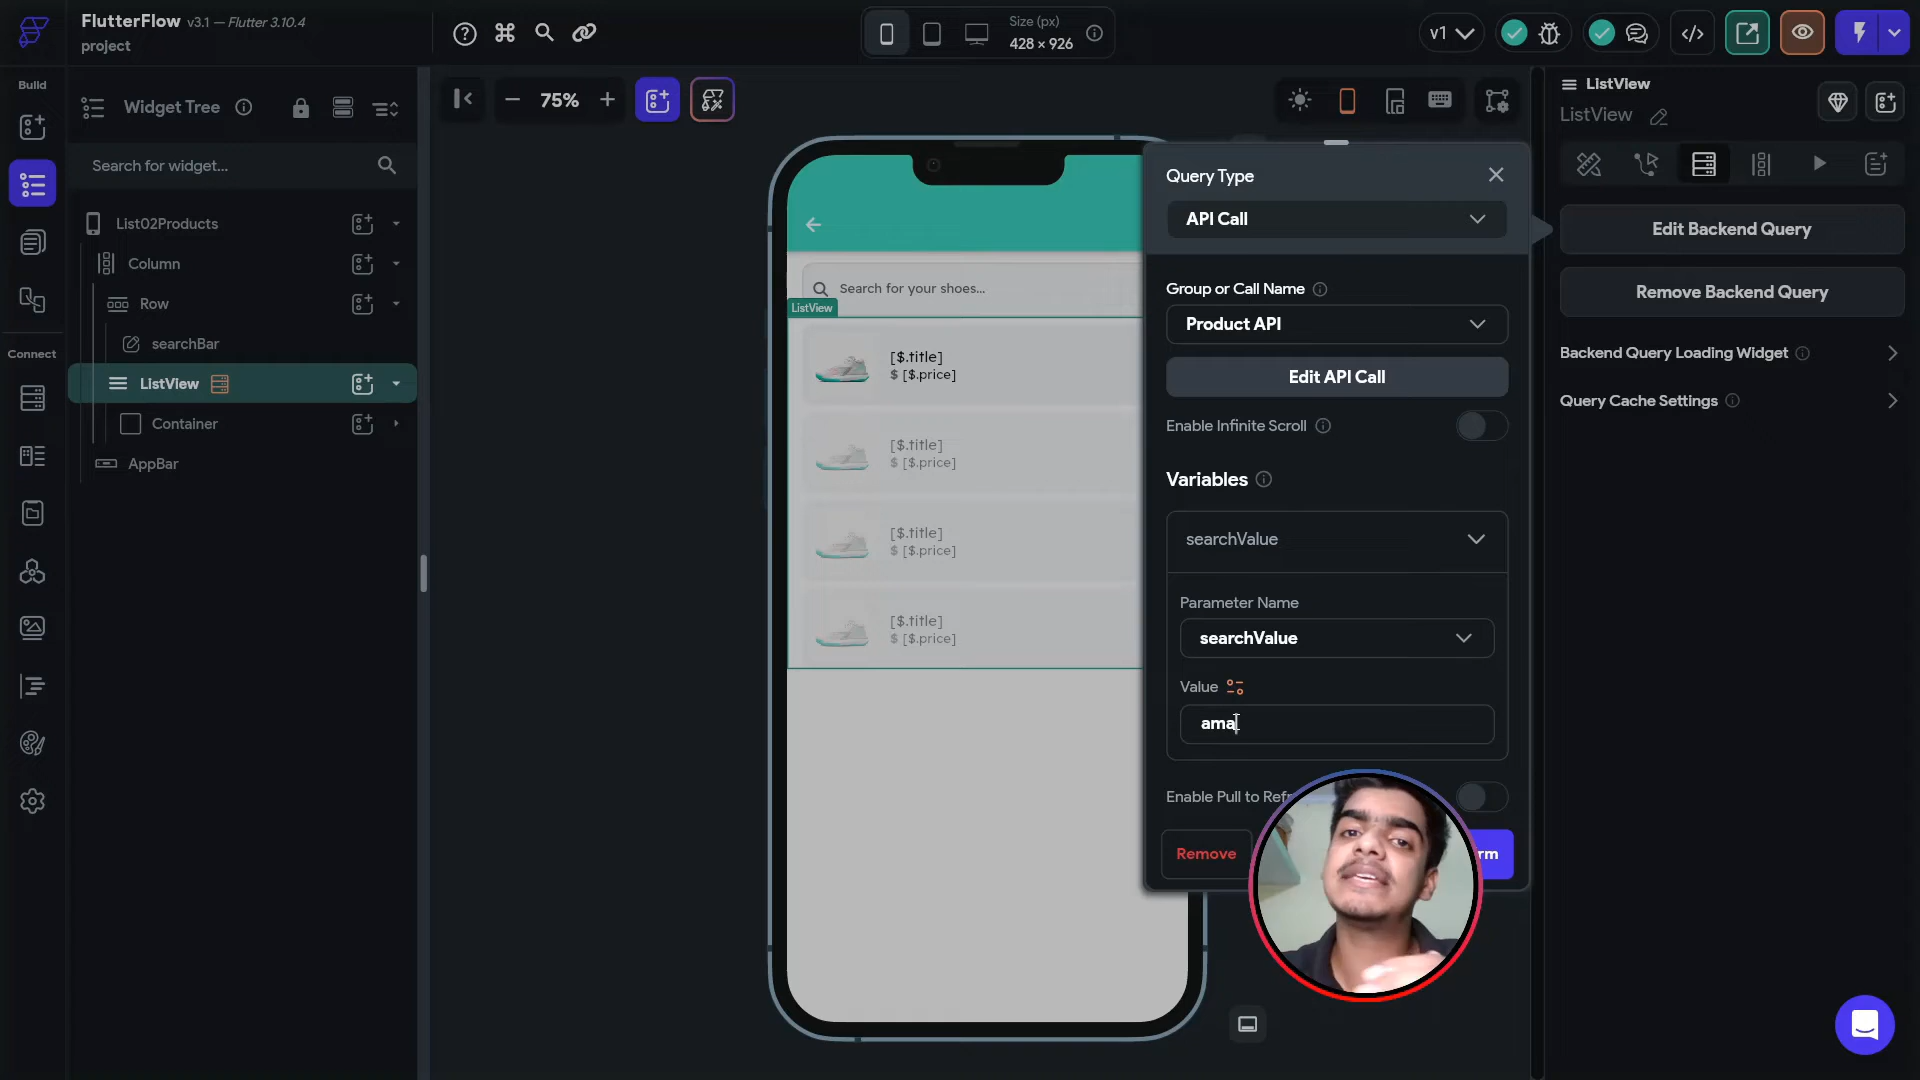 FlutterFlow v3.1 — Flutter 3.10.4
project
Size (px)
428 × 926
v1
Build
Widget Tree
75%
ListView
ListView
Search for widget...
Connect
List02Products
Column
Row
searchBar
ListView
Container
AppBar
Search for your shoes...
ListView
[$.title]
$ [$.price]
[$.title]
$ [$.price]
[$.title]
$ [$.price]
[$.title]
$ [$.price]
Query Type
API Call
Group or Call Name
Product API
Edit API Call
Enable Infinite Scroll
Variables
searchValue
Parameter Name
searchValue
Value
ama
Enable Pull to Refr
Remove
rm
Edit Backend Query
Remove Backend Query
Backend Query Loading Widget
Query Cache Settings